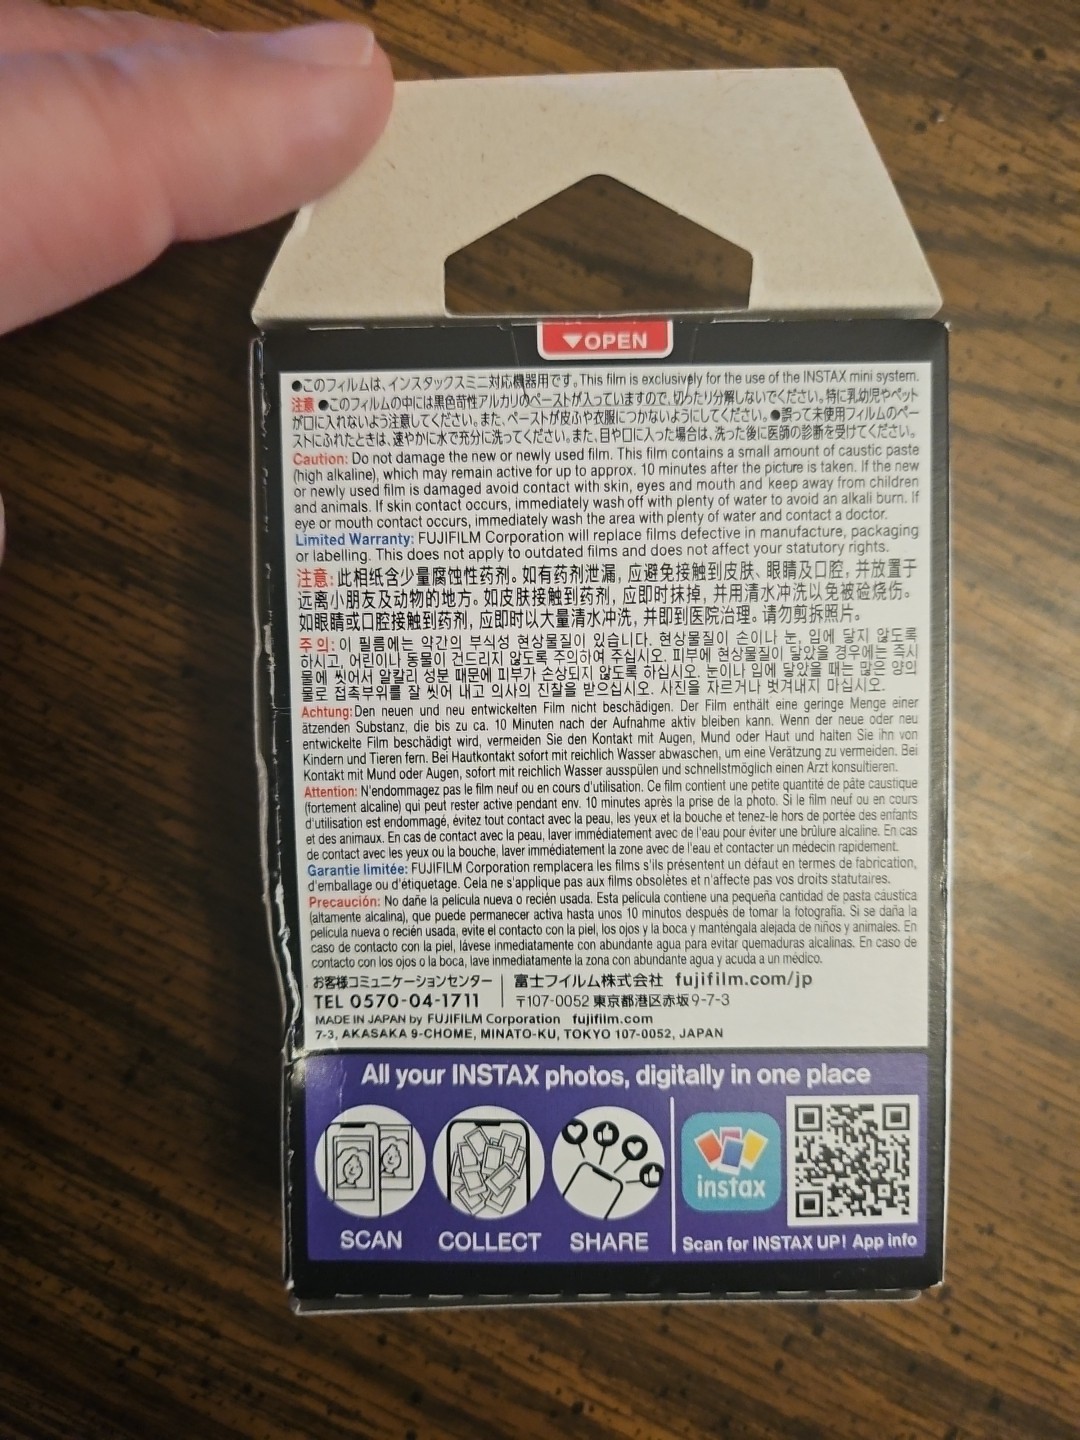 ▼OPEN
●このフィルムは、インスタックスミニ対応機器用です。This film is exclusively for the use of the INSTAX mini system.
注意 ●このフィルムの中には黒色苛性アルカリのペーストが入っていますので、切ったり分解しないでください。特に乳幼児やペット
が口に入れないよう注意してください。また、ペーストが皮ふや衣服につかないようにしてください。●誤って未使用フィルムのペー
ストにふれたときは、速やかに水で充分に洗ってください。また、目や口に入った場合は、洗った後に医師の診断を受けてください。
Caution: Do not damage the new or newly used film. This film contains a small amount of caustic paste
(high alkaline), which may remain active for up to approx. 10 minutes after the picture is taken. If the new
or newly used film is damaged avoid contact with skin, eyes and mouth and keep away from children
and animals. If skin contact occurs, immediately wash off with plenty of water to avoid an alkali burn. If
eye or mouth contact occurs, immediately wash the area with plenty of water and contact a doctor.
Limited Warranty: FUJIFILM Corporation will replace films defective in manufacture, packaging
or labelling. This does not apply to outdated films and does not affect your statutory rights.
注意: 此相纸含少量腐蚀性药剂。如有药剂泄漏, 应避免接触到皮肤、眼睛及口腔, 并放置于
远离小朋友及动物的地方。如皮肤接触到药剂, 应即时抹掉, 并用清水冲洗以免被硷烧伤。
如眼睛或口腔接触到药剂, 应即时以大量清水冲洗, 并即到医院治理。请勿剪拆照片。
주의: 이 필름에는 약간의 부식성 현상물질이 있습니다. 현상물질이 손이나 눈, 입에 닿지 않도록
하시고, 어린이나 동물이 건드리지 않도록 주의하여 주십시오. 피부에 현상물질이 닿았을 경우에는 즉시
물에 씻어서 알칼리 성분 때문에 피부가 손상되지 않도록 하십시오. 눈이나 입에 닿았을 때는 많은 양의
물로 접촉부위를 잘 씻어 내고 의사의 진찰을 받으십시오. 사진을 자르거나 벗겨내지 마십시오.
Achtung: Den neuen und neu entwickelten Film nicht beschädigen. Der Film enthält eine geringe Menge einer
ätzenden Substanz, die bis zu ca. 10 Minuten nach der Aufnahme aktiv bleiben kann. Wenn der neue oder neu
entwickelte Film beschädigt wird, vermeiden Sie den Kontakt mit Augen, Mund oder Haut und halten Sie ihn von
Kindern und Tieren fern. Bei Hautkontakt sofort mit reichlich Wasser abwaschen, um eine Verätzung zu vermeiden. Bei
Kontakt mit Mund oder Augen, sofort mit reichlich Wasser ausspülen und schnellstmöglich einen Arzt konsultieren.
Attention: N'endommagez pas le film neuf ou en cours d'utilisation. Ce film contient une petite quantité de pâte caustique
(fortement alcaline) qui peut rester active pendant env. 10 minutes après la prise de la photo. Si le film neuf ou en cours
d'utilisation est endommagé, évitez tout contact avec la peau, les yeux et la bouche et tenez-le hors de portée des enfants
et des animaux. En cas de contact avec la peau, laver immédiatement avec de l'eau pour éviter une brûlure alcaline. En cas
de contact avec les yeux ou la bouche, laver immédiatement la zone avec de l'eau et contacter un médecin rapidement.
Garantie limitée: FUJIFILM Corporation remplacera les films s'ils présentent un défaut en termes de fabrication,
d'emballage ou d'étiquetage. Cela ne s'applique pas aux films obsolètes et n'affecte pas vos droits statutaires.
Precaución: No dañe la película nueva o recién usada. Esta película contiene una pequeña cantidad de pasta cáustica
(altamente alcalina), que puede permanecer activa hasta unos 10 minutos después de tomar la fotografía. Si se daña la
película nueva o recién usada, evite el contacto con la piel, los ojos y la boca y manténgala alejada de niños y animales. En
caso de contacto con la piel, lávese inmediatamente con abundante agua para evitar quemaduras alcalinas. En caso de
contacto con los ojos o la boca, lave inmediatamente la zona con abundante agua y acuda a un médico.
お客様コミュニケーションセンター 富士フイルム株式会社 fujifilm.com/jp
TEL 0570-04-1711 〒107-0052 東京都港区赤坂9-7-3
MADE IN JAPAN by FUJIFILM Corporation fujifilm.com
7-3, AKASAKA 9-CHOME, MINATO-KU, TOKYO 107-0052, JAPAN
All your INSTAX photos, digitally in one place
instax
SCAN COLLECT SHARE Scan for INSTAX UP! App info